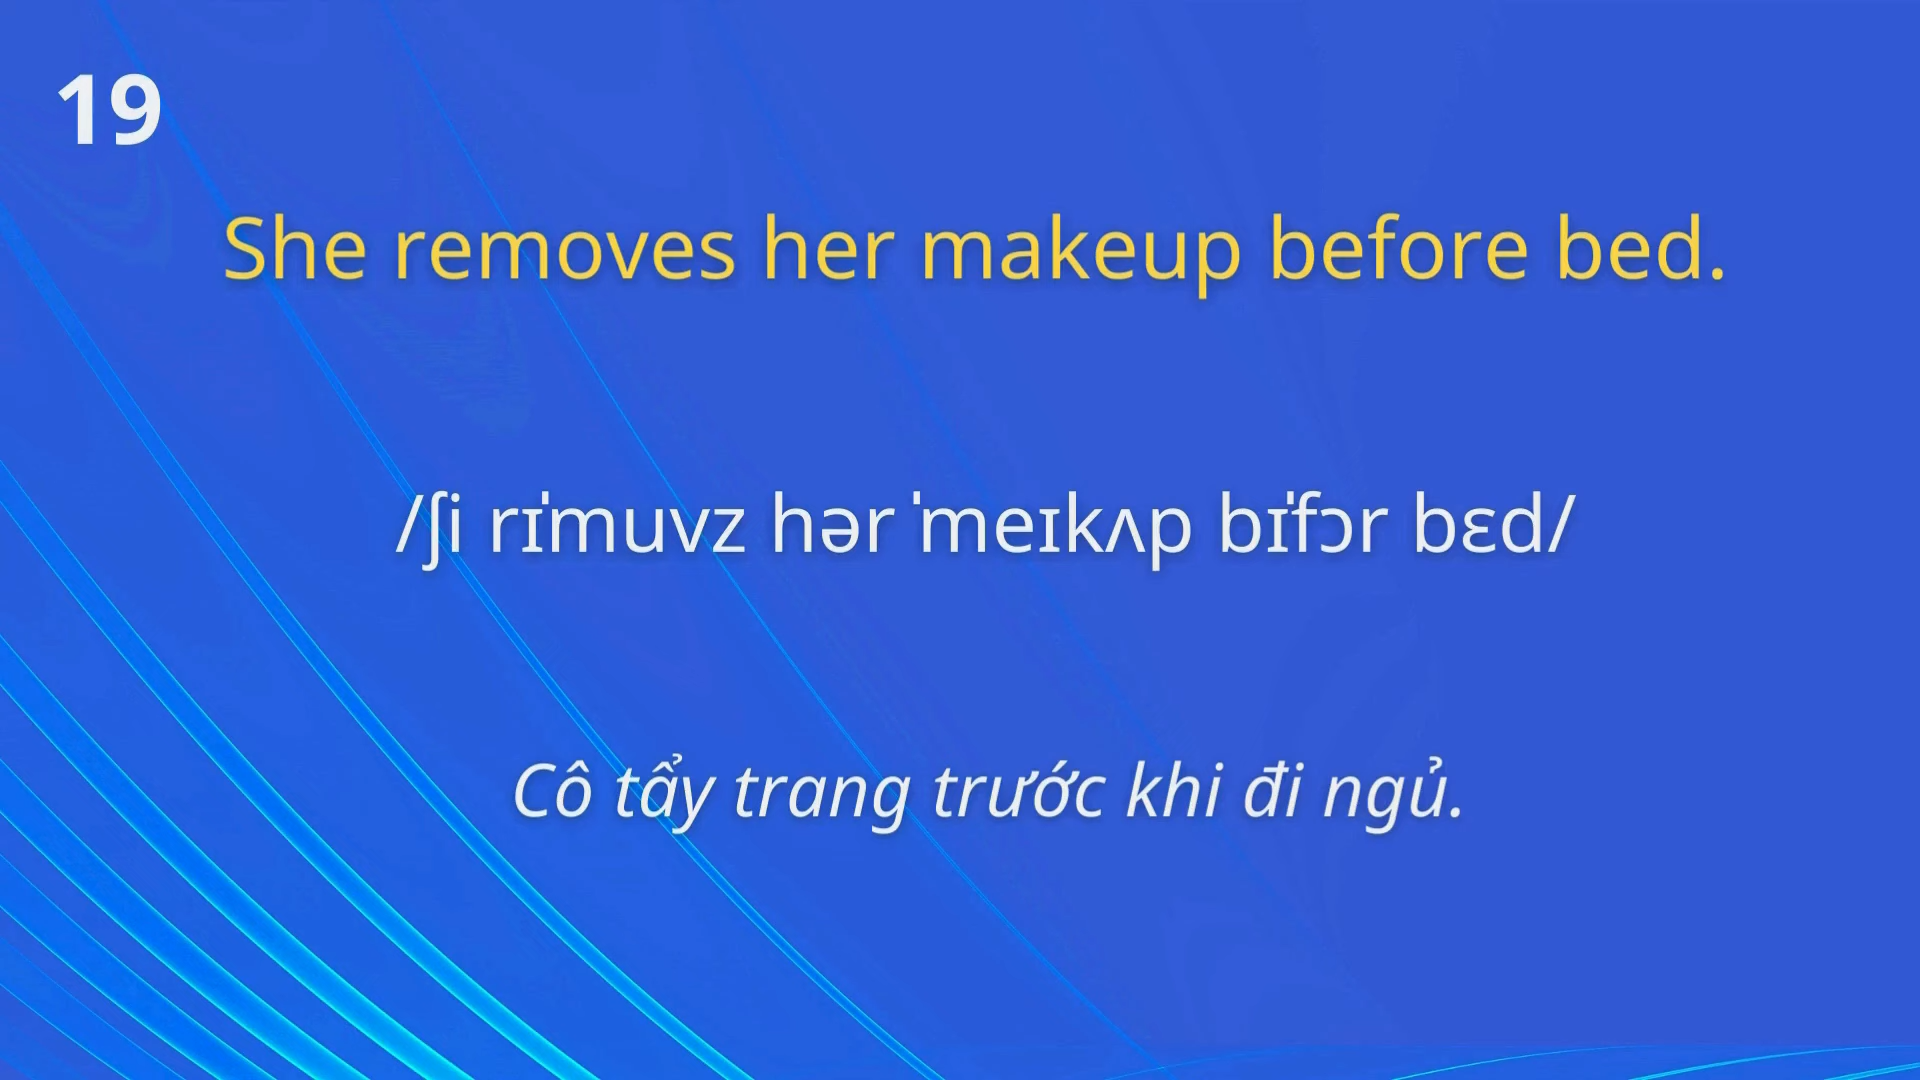 19
She removes her makeup before bed.
/ʃi rɪˈmuvz hər ˈmeɪkʌp bɪˈfɔr bɛd/
Cô tẩy trang trước khi đi ngủ.